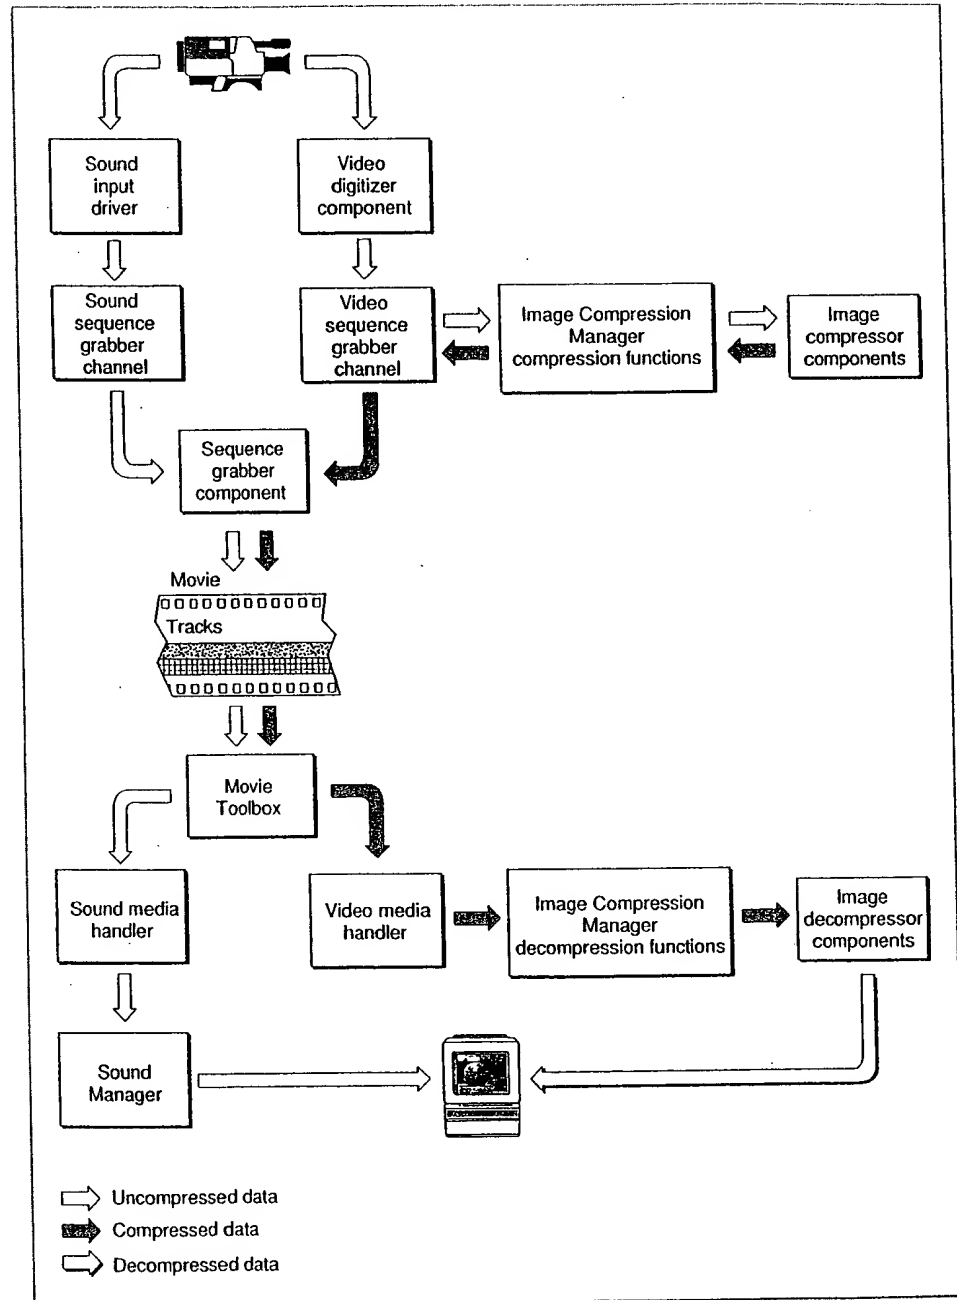 Sound
input
driver
Video
digitizer
component
Sound
sequence
grabber
channel
Video
sequence
grabber
channel
Image Compression
Manager
compression functions
Image
compressor
components
Sequence
grabber
component
Movie
Tracks
Movie
Toolbox
Sound media
handler
Video media
handler
Image Compression
Manager
decompression functions
Image
decompressor
components
Sound
Manager
Uncompressed data
Compressed data
Decompressed data